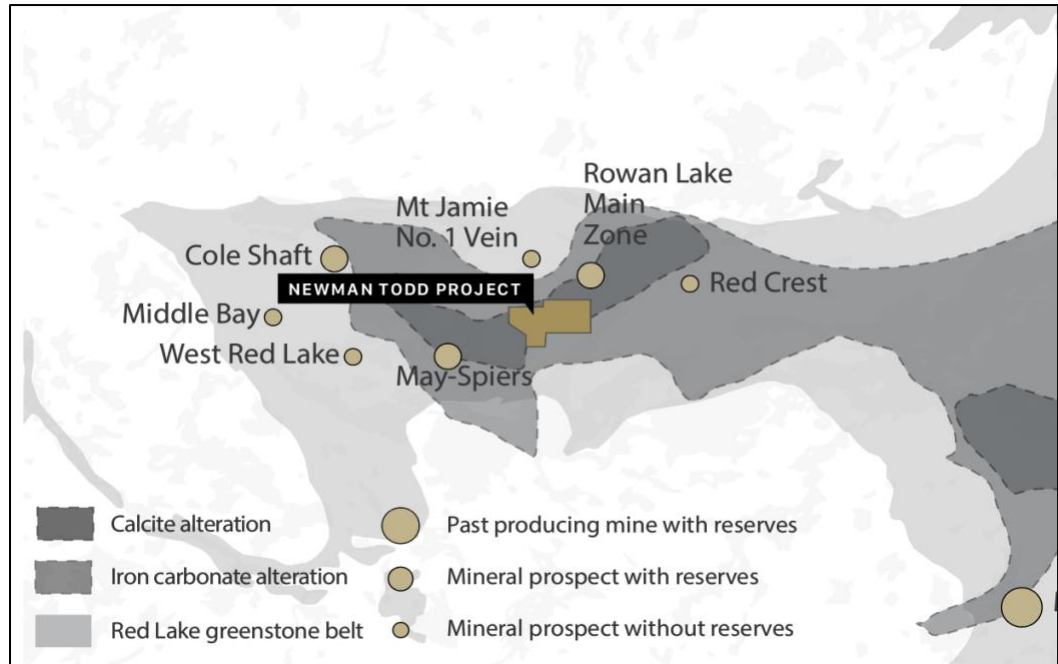 Rowan Lake
Main
Zone
Mt Jamie
No. 1 Vein
Cole Shaft
Red Crest
NEWMAN TODD PROJECT
Middle Bay
West Red Lake
May-Spiers
Calcite alteration
Past producing mine with reserves
Iron carbonate alteration
Mineral prospect with reserves
Red Lake greenstone belt
Mineral prospect without reserves